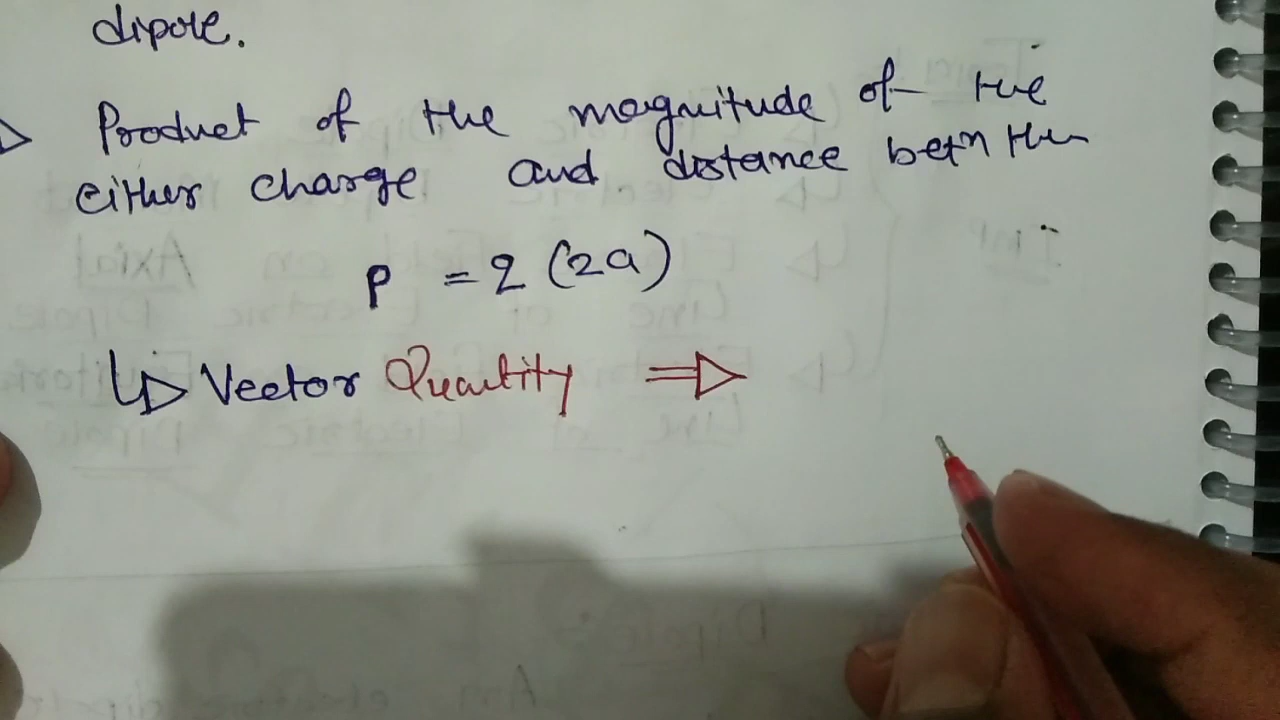 dipole.
Product of the magnitude of the
either charge and distance betn the
p = q (2a)
Vector Quantity ⇒